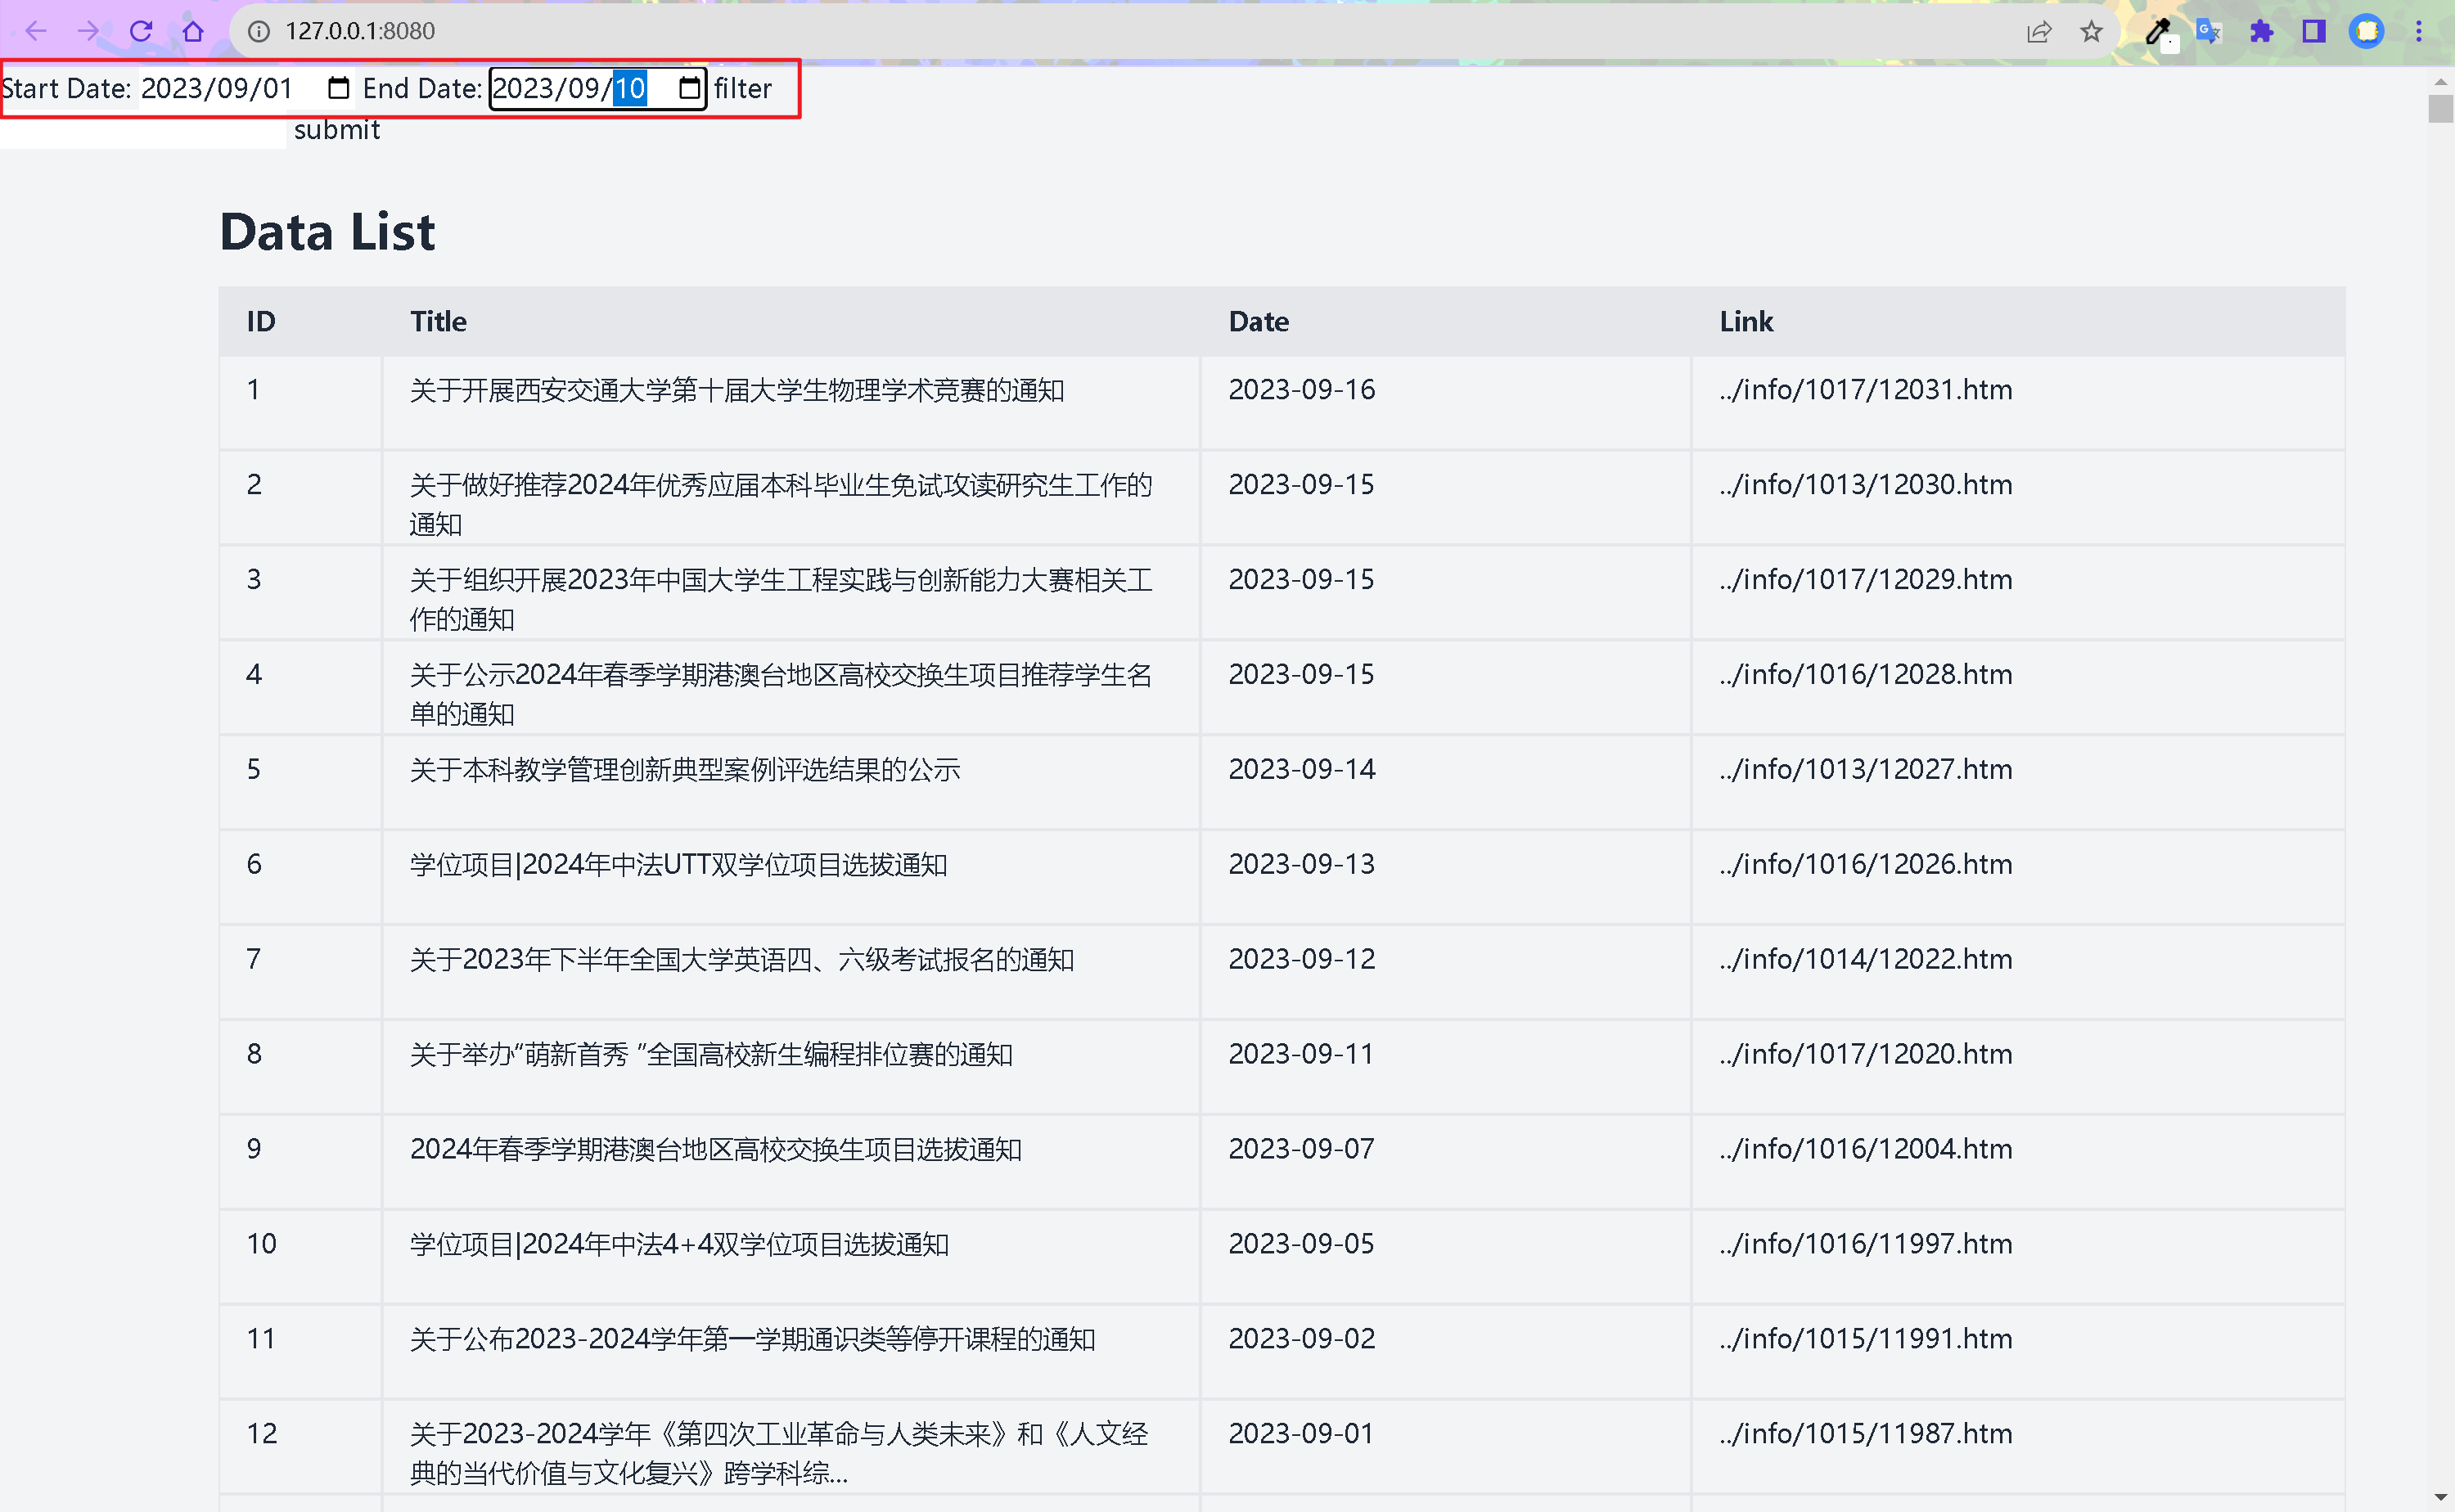 127.0.0.1:8080
Start Date: 2023/09/01 End Date: 2023/09/10 filter
submit
Data List
ID Title Date Link
1 关于开展西安交通大学第十届大学生物理学术竞赛的通知 2023-09-16 ../info/1017/12031.htm
2 关于做好推荐2024年优秀应届本科毕业生免试攻读研究生工作的 2023-09-15 ../info/1013/12030.htm
通知
3 关于组织开展2023年中国大学生工程实践与创新能力大赛相关工 2023-09-15 ../info/1017/12029.htm
作的通知
4 关于公示2024年春季学期港澳台地区高校交换生项目推荐学生名 2023-09-15 ../info/1016/12028.htm
单的通知
5 关于本科教学管理创新典型案例评选结果的公示 2023-09-14 ../info/1013/12027.htm
6 学位项目|2024年中法UTT双学位项目选拔通知 2023-09-13 ../info/1016/12026.htm
7 关于2023年下半年全国大学英语四、六级考试报名的通知 2023-09-12 ../info/1014/12022.htm
8 关于举办“萌新首秀 ”全国高校新生编程排位赛的通知 2023-09-11 ../info/1017/12020.htm
9 2024年春季学期港澳台地区高校交换生项目选拔通知 2023-09-07 ../info/1016/12004.htm
10 学位项目|2024年中法4+4双学位项目选拔通知 2023-09-05 ../info/1016/11997.htm
11 关于公布2023-2024学年第一学期通识类等停开课程的通知 2023-09-02 ../info/1015/11991.htm
12 关于2023-2024学年《第四次工业革命与人类未来》和《人文经 2023-09-01 ../info/1015/11987.htm
典的当代价值与文化复兴》跨学科综...